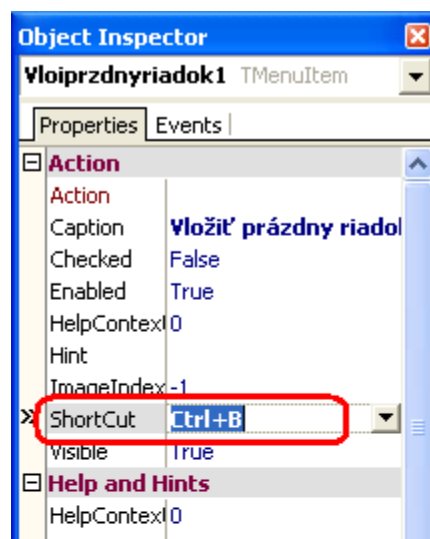 Object Inspector
Vloiprzdnyriadok1 TMenuItem
Properties Events
Action
Action
Caption Vložiť prázdny riadol
Checked False
Enabled True
HelpContext 0
Hint
ImageIndex -1
ShortCut Ctrl+B
Visible True
Help and Hints
HelpContext 0